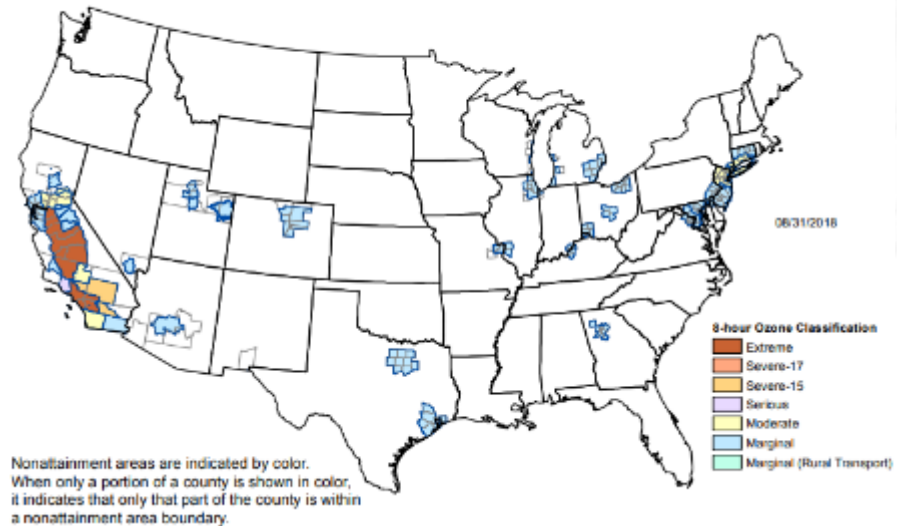 08/31/2018
8-hour Ozone Classification
Extreme
Severe-17
Severe-15
Serious
Moderate
Marginal
Marginal (Rural Transport)
Nonattainment areas are indicated by color.
When only a portion of a county is shown in color,
it indicates that only that part of the county is within
a nonattainment area boundary.